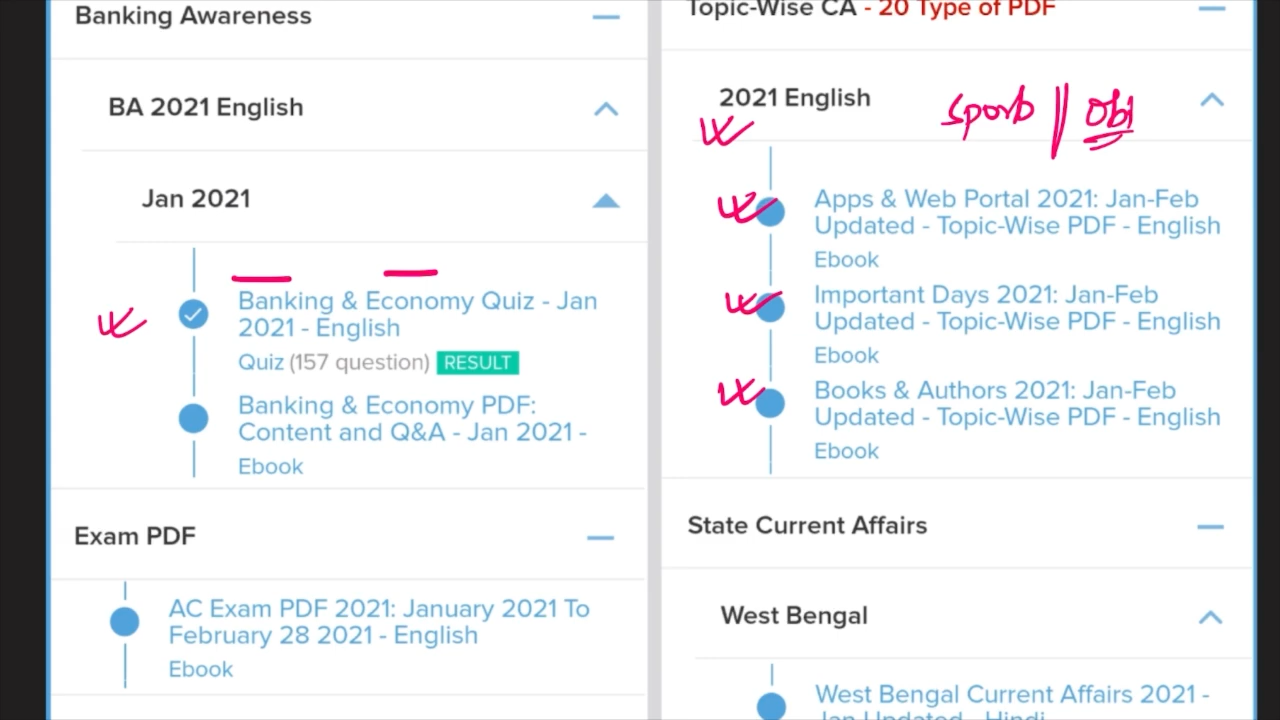 Banking Awareness
BA 2021 English
Jan 2021
Banking & Economy Quiz - Jan
2021 - English
Quiz (157 question) RESULT
Banking & Economy PDF:
Content and Q&A - Jan 2021 -
Ebook
Exam PDF
AC Exam PDF 2021: January 2021 To
February 28 2021 - English
Ebook
Topic-Wise CA - 20 Type of PDF
2021 English
Apps & Web Portal 2021: Jan-Feb
Updated - Topic-Wise PDF - English
Ebook
Important Days 2021: Jan-Feb
Updated - Topic-Wise PDF - English
Ebook
Books & Authors 2021: Jan-Feb
Updated - Topic-Wise PDF - English
Ebook
State Current Affairs
West Bengal
West Bengal Current Affairs 2021 -
Jan Updated - Hindi